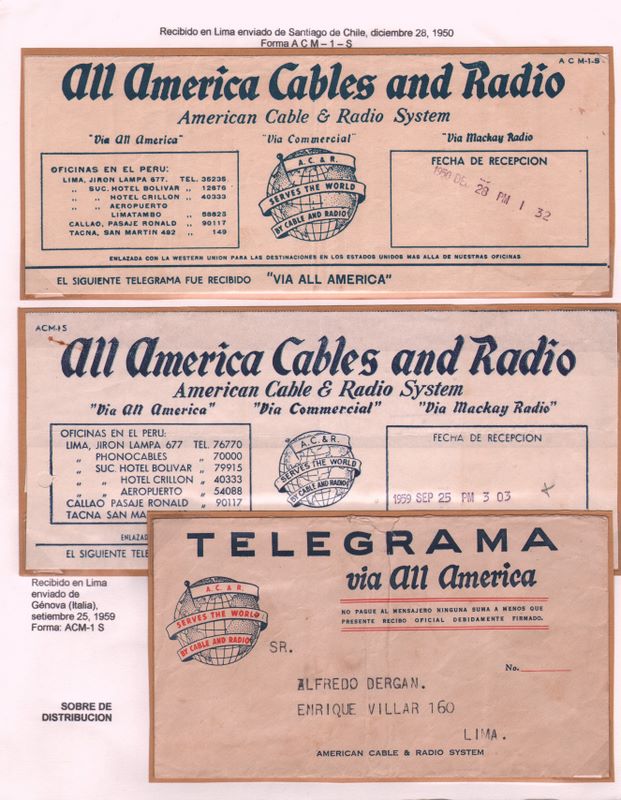 Recibido en Lima enviado de Santiago de Chile, diciembre 28, 1950
Forma A C M – 1 – S
A C M-1-S
All America Cables and Radio
American Cable & Radio System
"Via All America" "Via Commercial" "Via Mackay Radio
OFICINAS EN EL PERU:
LIMA, JIRON LAMPA 677. TEL. 35235
„ SUC. HOTEL BOLIVAR „ 12676
„ „ HOTEL CRILLON „ 40333
„ „ AEROPUERTO
LIMATAMBO „ 58825
CALLAO, PASAJE RONALD „ 90117
TACNA, SAN MARTIN 482 „ 149
A. C. & R.
SERVES THE WORLD
BY CABLE AND RADIO
FECHA DE RECEPCION
1950 DEC 28 PM 1 32
ENLAZADA CON LA WESTERN UNION PARA LAS DESTINACIONES EN LOS ESTADOS UNIDOS MAS ALLA DE NUESTRAS OFICINAS
EL SIGUIENTE TELEGRAMA FUE RECIBIDO "VIA ALL AMERICA"
ACM-1S
All America Cables and Radio
American Cable & Radio System
"Via All America" "Via Commercial" "Via Mackay Radio"
OFICINAS EN EL PERU:
LIMA, JIRON LAMPA 677 TEL. 76770
„ PHONOCABLES „ 70000
„ SUC. HOTEL BOLIVAR „ 79915
„ „ HOTEL CRILLON „ 40333
„ „ AEROPUERTO „ 54088
CALLAO PASAJE RONALD „ 90117
TACNA SAN MA
A.C.& R.
SERVES THE WORLD
BY CABLE AND RADIO
FECHA DE RECEPCION
1959 SEP 25 PM 3 03
ENLAZ
EL SIGUIENTE TELE
Recibido en Lima
enviado de
Génova (Italia),
setiembre 25, 1959
Forma: ACM-1 S
SOBRE DE
DISTRIBUCION
TELEGRAMA
via All America
A. C. & R.
SERVES THE WORLD
BY CABLE AND RADIO
NO PAGUE AL MENSAJERO NINGUNA SUMA A MENOS QUE
PRESENTE RECIBO OFICIAL DEBIDAMENTE FIRMADO.
SR.
No.
ALFREDO DERGAN.
ENRIQUE VILLAR 160
LIMA.
AMERICAN CABLE & RADIO SYSTEM